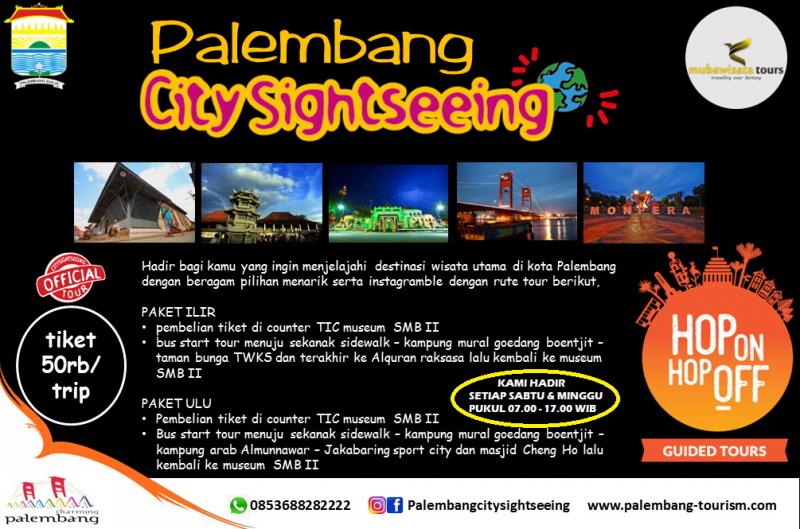 Palembang
City Sightseeing
mubawisata tours
travelling over fantasy
PALEMBANG DARUSSALAM
MONPERA
CITYSIGHTSEEING
OFFICIAL
TOUR
Hadir bagi kamu yang ingin menjelajahi destinasi wisata utama di kota Palembang
dengan beragam pilihan menarik serta instagramble dengan rute tour berikut,
tiket
50rb/
trip
PAKET ILIR
• pembelian tiket di counter TIC museum SMB II
• bus start tour menuju sekanak sidewalk – kampung mural goedang boentjit –
taman bunga TWKS dan terakhir ke Alquran raksasa lalu kembali ke museum
SMB II
KAMI HADIR
SETIAP SABTU & MINGGU
PUKUL 07.00 - 17.00 WIB
PAKET ULU
• Pembelian tiket di counter TIC museum SMB II
• Bus start tour menuju sekanak sidewalk – kampung mural goedang boentjit –
kampung arab Almunnawar – Jakabaring sport city dan masjid Cheng Ho lalu
kembali ke museum SMB II
HOP ON
HOP OFF
GUIDED TOURS
charming
palembang
0853688282222
Palembangcitysightseeing
www.palembang-tourism.com